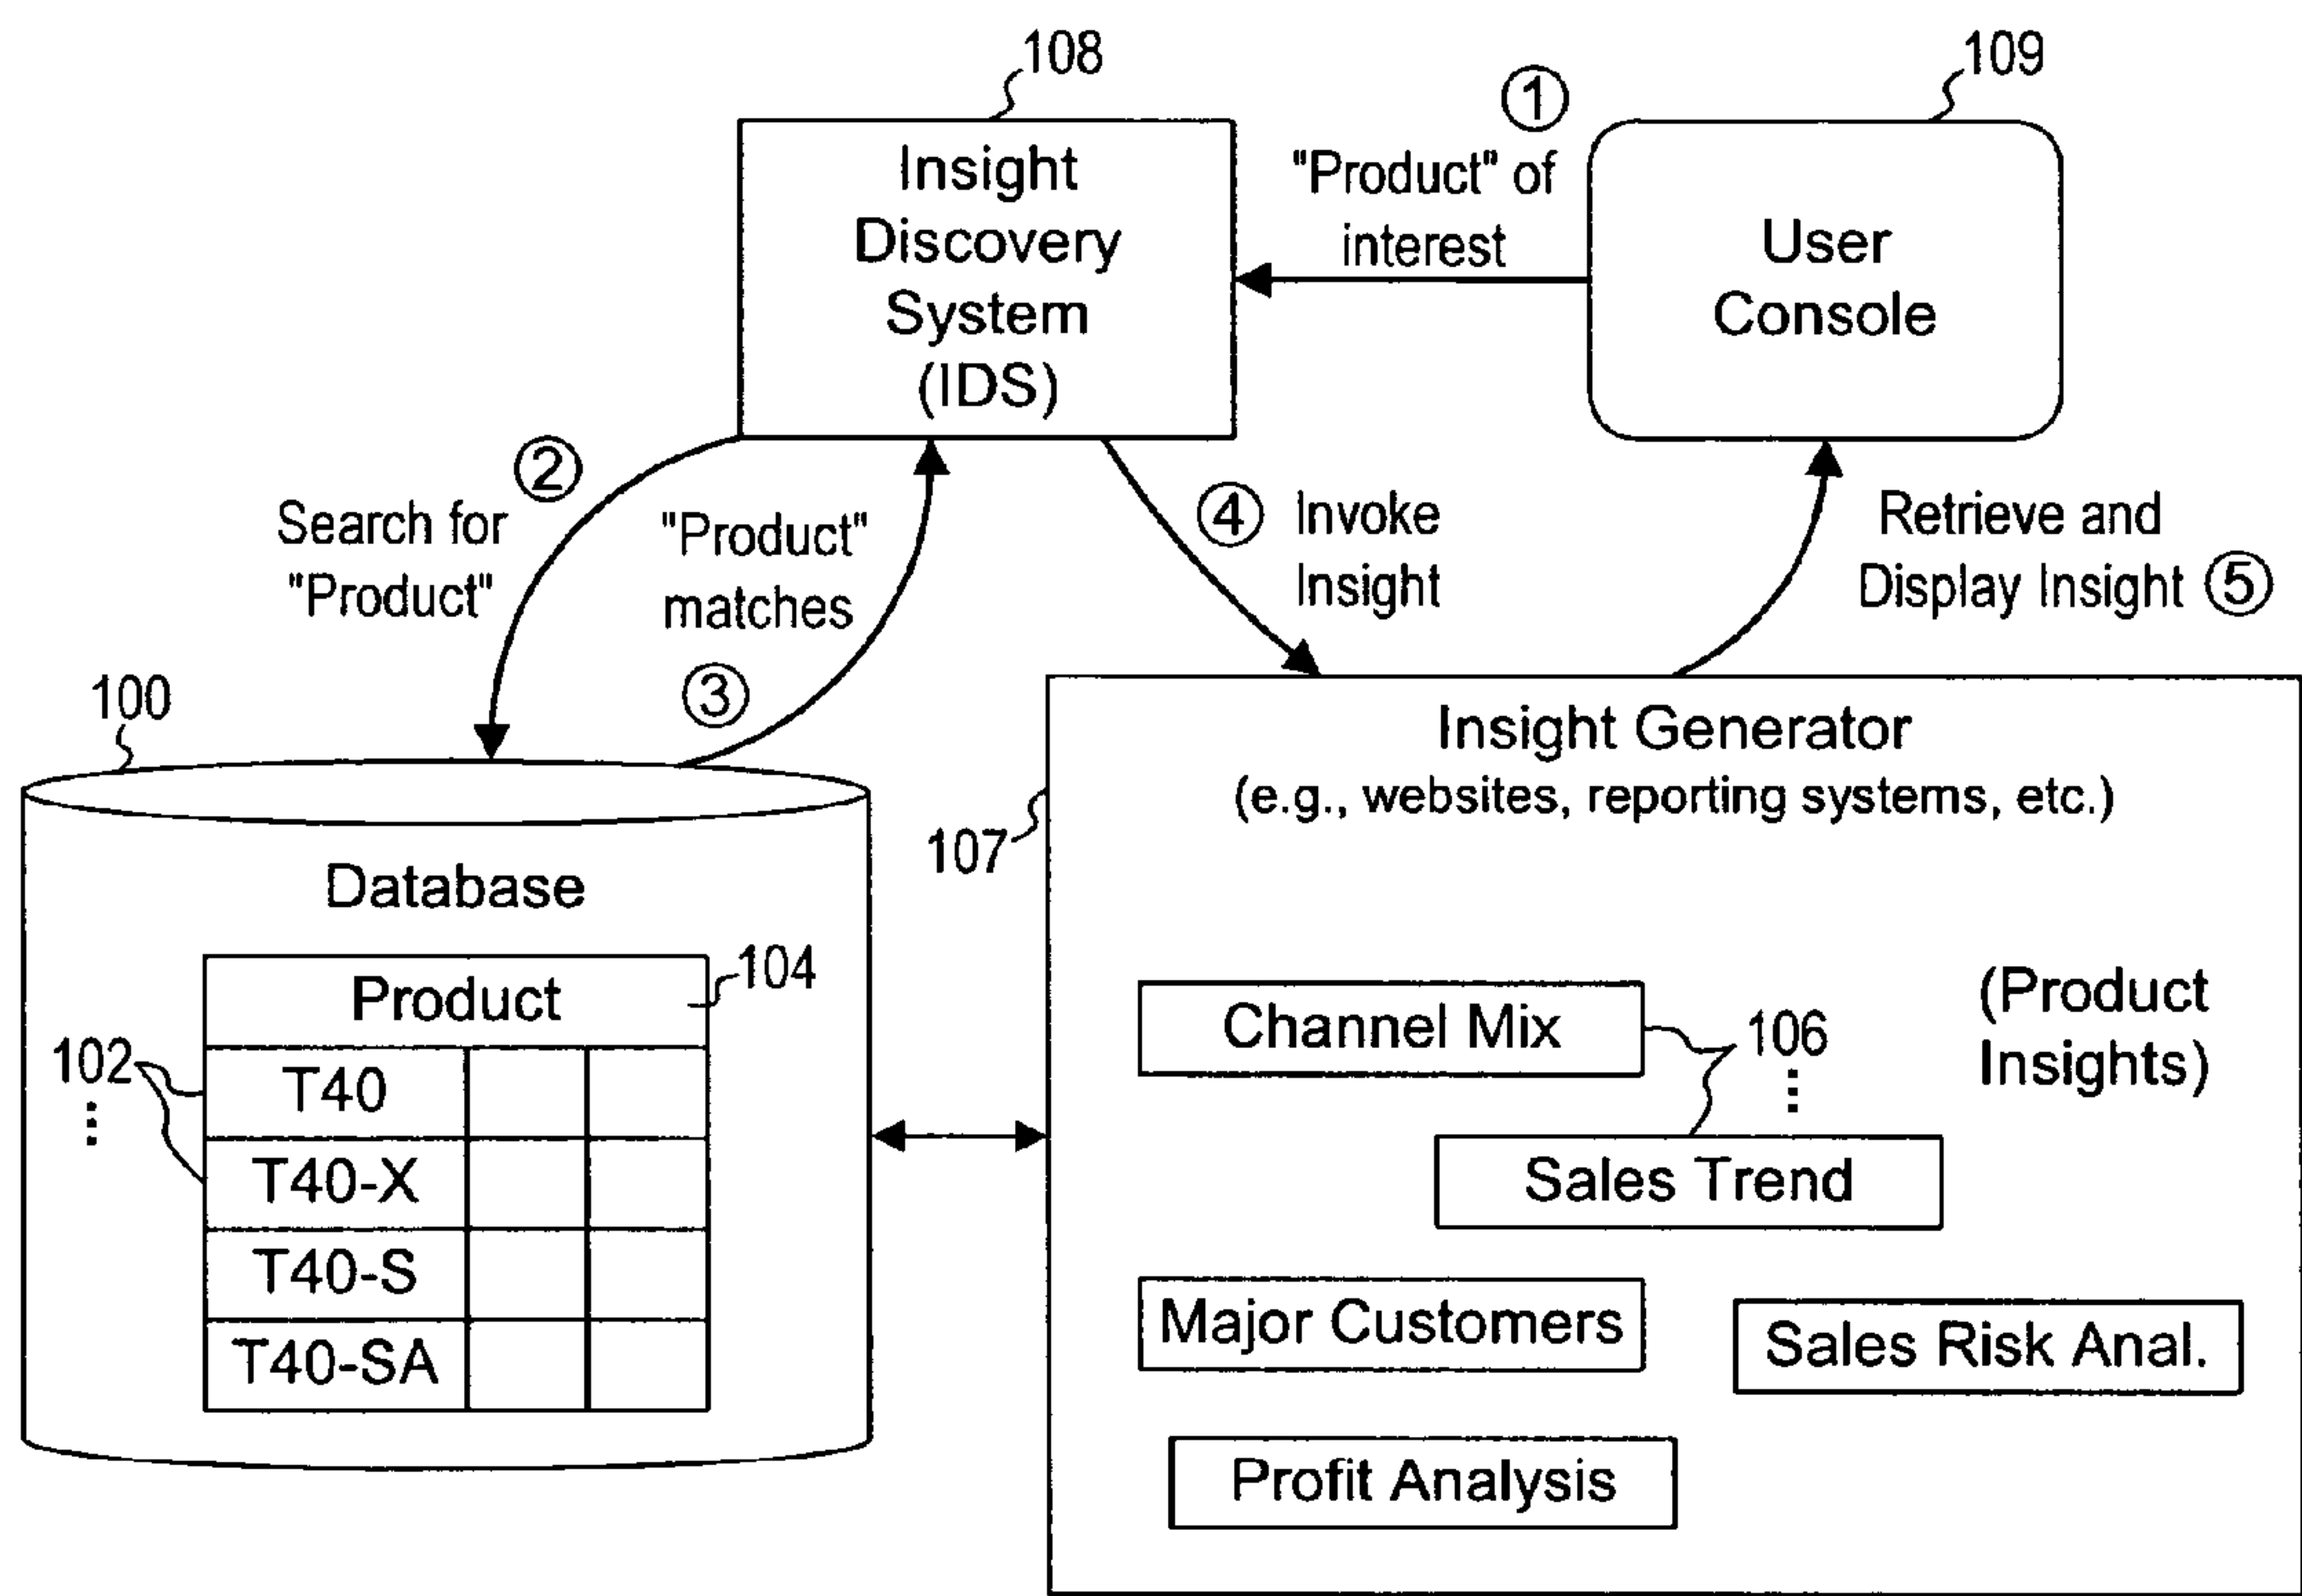 108
109
①
Insight
Discovery
System
(IDS)
"Product" of
interest
User
Console
②
Search for
"Product"
"Product"
matches
③
④ Invoke
Insight
Retrieve and
Display Insight ⑤
100
Database
Product
104
102
⋮
T40
T40-X
T40-S
T40-SA
107
Insight Generator
(e.g., websites, reporting systems, etc.)
(Product
Insights)
Channel Mix
106
⋮
Sales Trend
Major Customers
Sales Risk Anal.
Profit Analysis